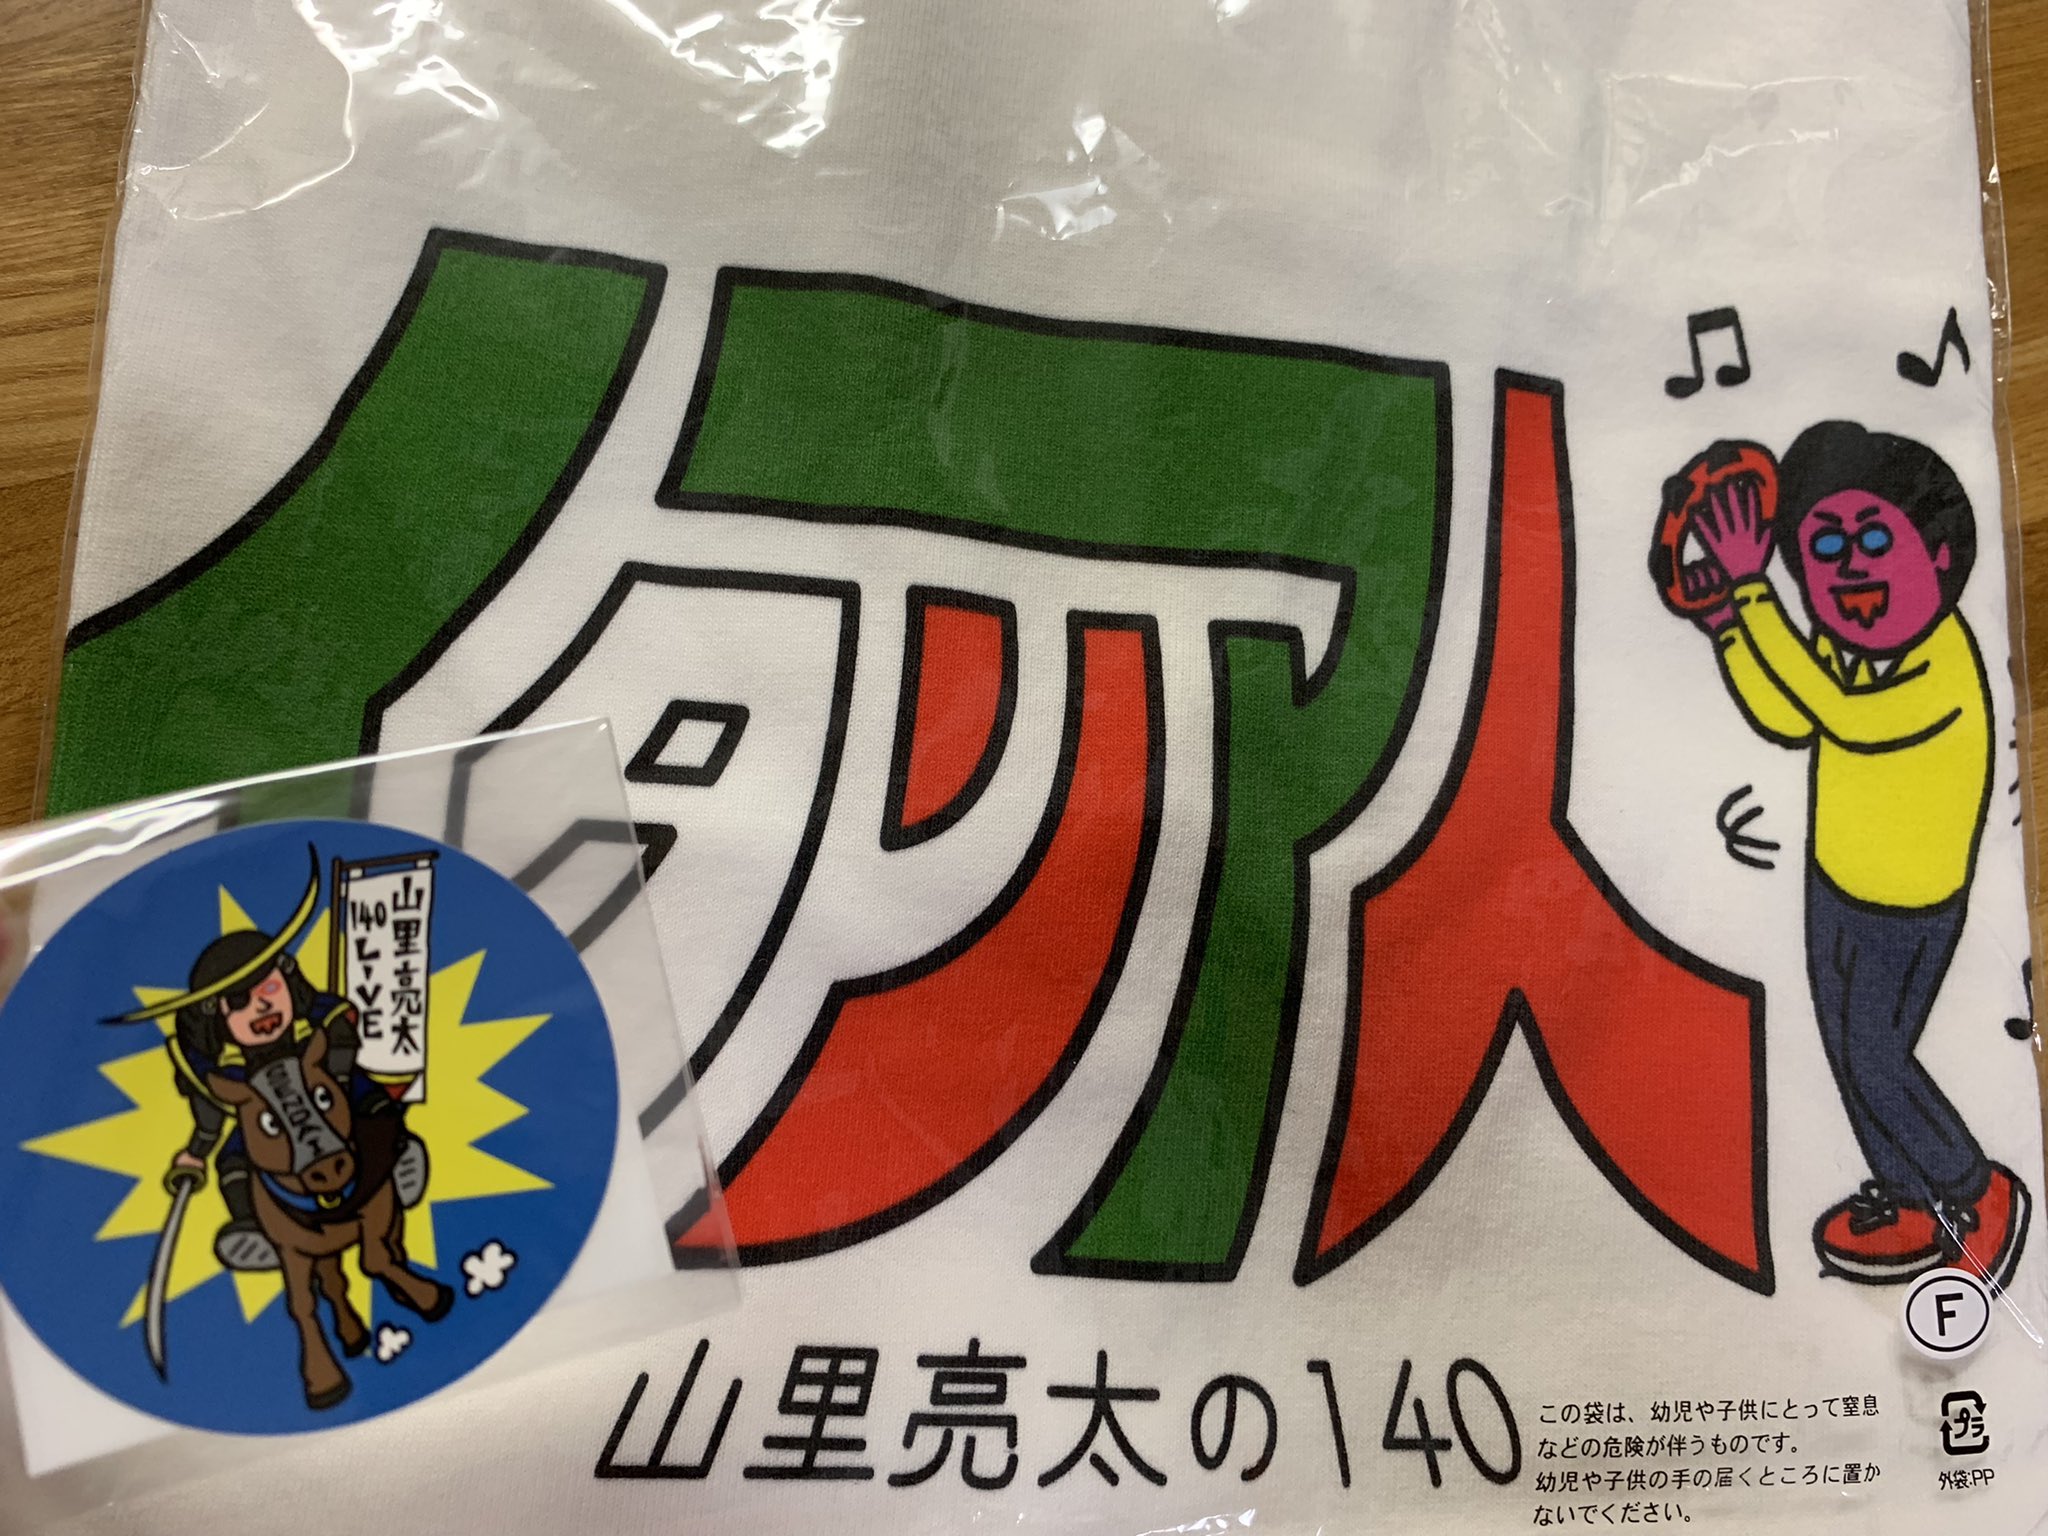 イタリア人
山里亮太
140 LIVE
山里亮太の140
F
この袋は、幼児や子供にとって窒息
などの危険が伴うものです。
幼児や子供の手の届くところに置か
ないでください。
プラ
外袋:PP